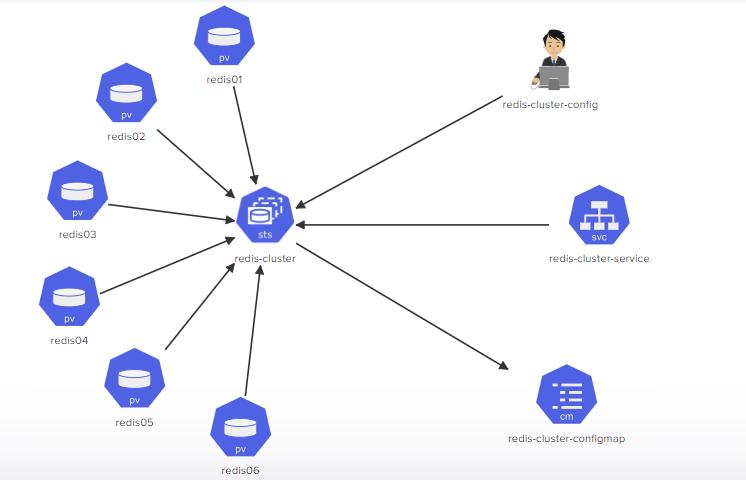 pv
redis01
pv
redis02
redis-cluster-config
pv
redis03
sts
redis-cluster
svc
redis-cluster-service
pv
redis04
pv
redis05
cm
redis-cluster-configmap
pv
redis06